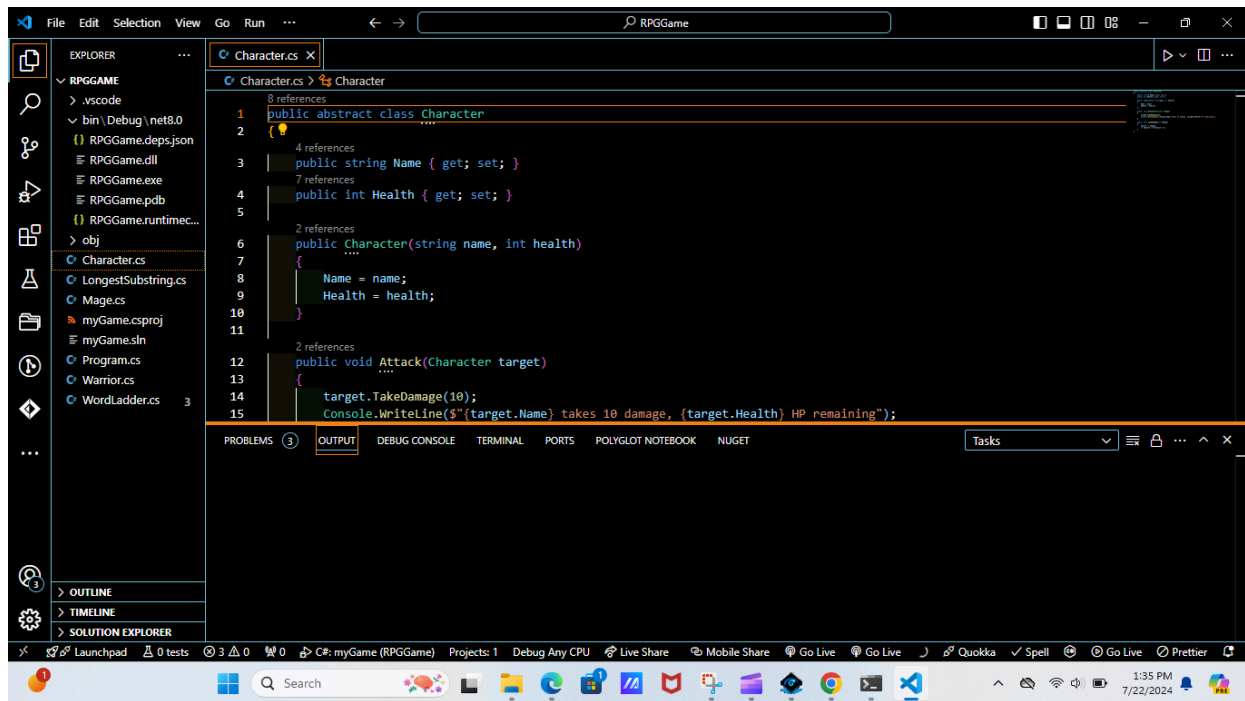 File Edit Selection View Go Run ···
RPGGame
EXPLORER ···
RPGGAME
.vscode
bin\Debug\net8.0
{} RPGGame.deps.json
RPGGame.dll
RPGGame.exe
RPGGame.pdb
{} RPGGame.runtimec...
obj
Character.cs
LongestSubstring.cs
Mage.cs
myGame.csproj
myGame.sln
Program.cs
Warrior.cs
WordLadder.cs 3
OUTLINE
TIMELINE
SOLUTION EXPLORER
3
Character.cs
Character.cs > Character
8 references
1 public abstract class Character
2 {
4 references
3 public string Name { get; set; }
7 references
4 public int Health { get; set; }
5
2 references
6 public Character(string name, int health)
7 {
8 Name = name;
9 Health = health;
10 }
11
2 references
12 public void Attack(Character target)
13 {
14 target.TakeDamage(10);
15 Console.WriteLine($"{target.Name} takes 10 damage, {target.Health} HP remaining");
PROBLEMS 3 OUTPUT DEBUG CONSOLE TERMINAL PORTS POLYGLOT NOTEBOOK NUGET Tasks
Launchpad 0 tests 3 0 0 C#: myGame (RPGGame) Projects: 1 Debug Any CPU Live Share Mobile Share Go Live Go Live Quokka Spell Go Live Prettier
1 Search 1 1:35 PM
7/22/2024 PRE